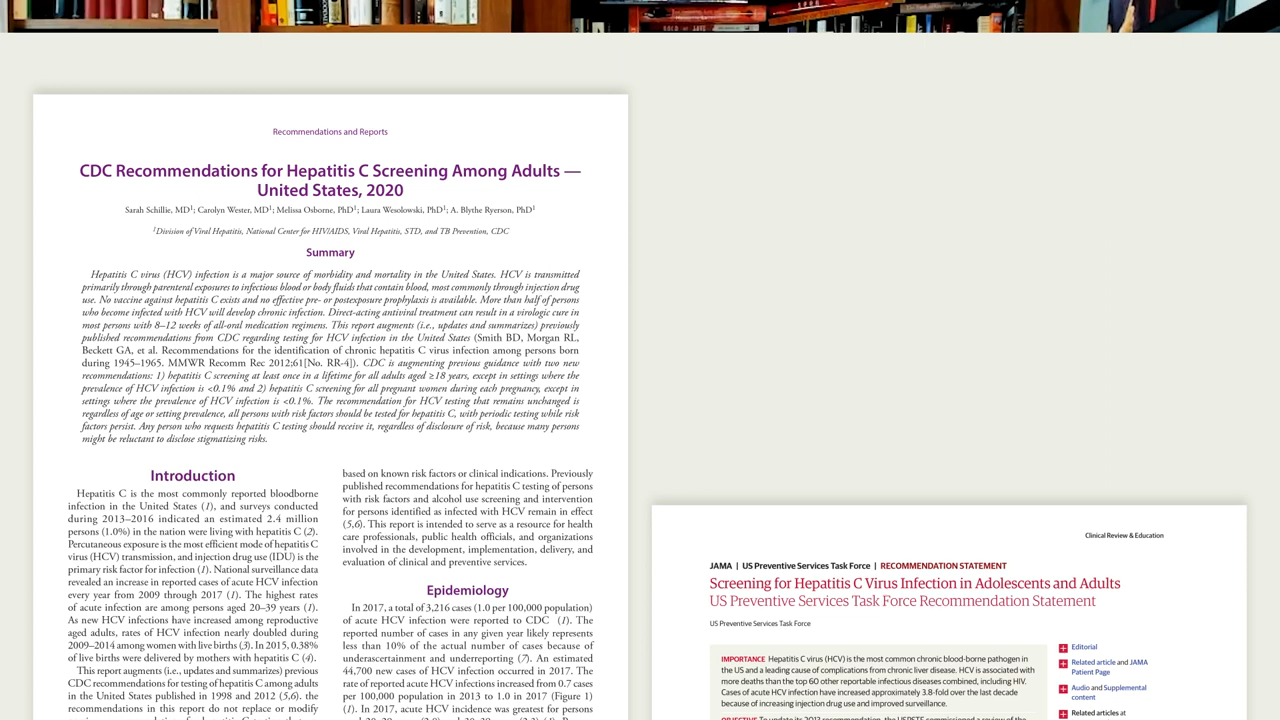 Recommendations and Reports
CDC Recommendations for Hepatitis C Screening Among Adults —
United States, 2020
Sarah Schillie, MD1; Carolyn Wester, MD1; Melissa Osborne, PhD1; Laura Wesolowski, PhD1; A. Blythe Ryerson, PhD1
1Division of Viral Hepatitis, National Center for HIV/AIDS, Viral Hepatitis, STD, and TB Prevention, CDC
Summary
Hepatitis C virus (HCV) infection is a major source of morbidity and mortality in the United States. HCV is transmitted
primarily through parenteral exposures to infectious blood or body fluids that contain blood, most commonly through injection drug
use. No vaccine against hepatitis C exists and no effective pre- or postexposure prophylaxis is available. More than half of persons
who become infected with HCV will develop chronic infection. Direct-acting antiviral treatment can result in a virologic cure in
most persons with 8–12 weeks of all-oral medication regimens. This report augments (i.e., updates and summarizes) previously
published recommendations from CDC regarding testing for HCV infection in the United States (Smith BD, Morgan RL,
Beckett GA, et al. Recommendations for the identification of chronic hepatitis C virus infection among persons born
during 1945–1965. MMWR Recomm Rec 2012;61[No. RR-4]). CDC is augmenting previous guidance with two new
recommendations: 1) hepatitis C screening at least once in a lifetime for all adults aged ≥18 years, except in settings where the
prevalence of HCV infection is <0.1% and 2) hepatitis C screening for all pregnant women during each pregnancy, except in
settings where the prevalence of HCV infection is <0.1%. The recommendation for HCV testing that remains unchanged is
regardless of age or setting prevalence, all persons with risk factors should be tested for hepatitis C, with periodic testing while risk
factors persist. Any person who requests hepatitis C testing should receive it, regardless of disclosure of risk, because many persons
might be reluctant to disclose stigmatizing risks.
Introduction
Hepatitis C is the most commonly reported bloodborne
infection in the United States (1), and surveys conducted
during 2013–2016 indicated an estimated 2.4 million
persons (1.0%) in the nation were living with hepatitis C (2).
Percutaneous exposure is the most efficient mode of hepatitis C
virus (HCV) transmission, and injection drug use (IDU) is the
primary risk factor for infection (1). National surveillance data
revealed an increase in reported cases of acute HCV infection
every year from 2009 through 2017 (1). The highest rates
of acute infection are among persons aged 20–39 years (1).
As new HCV infections have increased among reproductive
aged adults, rates of HCV infection nearly doubled during
2009–2014 among women with live births (3). In 2015, 0.38%
of live births were delivered by mothers with hepatitis C (4).
This report augments (i.e., updates and summarizes) previous
CDC recommendations for testing of hepatitis C among adults
in the United States published in 1998 and 2012 (5,6). the
recommendations in this report do not replace or modify
based on known risk factors or clinical indications. Previously
published recommendations for hepatitis C testing of persons
with risk factors and alcohol use screening and intervention
for persons identified as infected with HCV remain in effect
(5,6). This report is intended to serve as a resource for health
care professionals, public health officials, and organizations
involved in the development, implementation, delivery, and
evaluation of clinical and preventive services.
Epidemiology
In 2017, a total of 3,216 cases (1.0 per 100,000 population)
of acute HCV infection were reported to CDC (1). The
reported number of cases in any given year likely represents
less than 10% of the actual number of cases because of
underascertainment and underreporting (7). An estimated
44,700 new cases of HCV infection occurred in 2017. The
rate of reported acute HCV infections increased from 0.7 cases
per 100,000 population in 2013 to 1.0 in 2017 (Figure 1)
(1). In 2017, acute HCV incidence was greatest for persons
Clinical Review & Education
JAMA | US Preventive Services Task Force | RECOMMENDATION STATEMENT
Screening for Hepatitis C Virus Infection in Adolescents and Adults
US Preventive Services Task Force Recommendation Statement
US Preventive Services Task Force
IMPORTANCE Hepatitis C virus (HCV) is the most common chronic blood-borne pathogen in
the US and a leading cause of complications from chronic liver disease. HCV is associated with
more deaths than the top 60 other reportable infectious diseases combined, including HIV.
Cases of acute HCV infection have increased approximately 3.8-fold over the last decade
because of increasing injection drug use and improved surveillance.
Editorial
Related article and JAMA
Patient Page
Audio and Supplemental
content
Related articles at